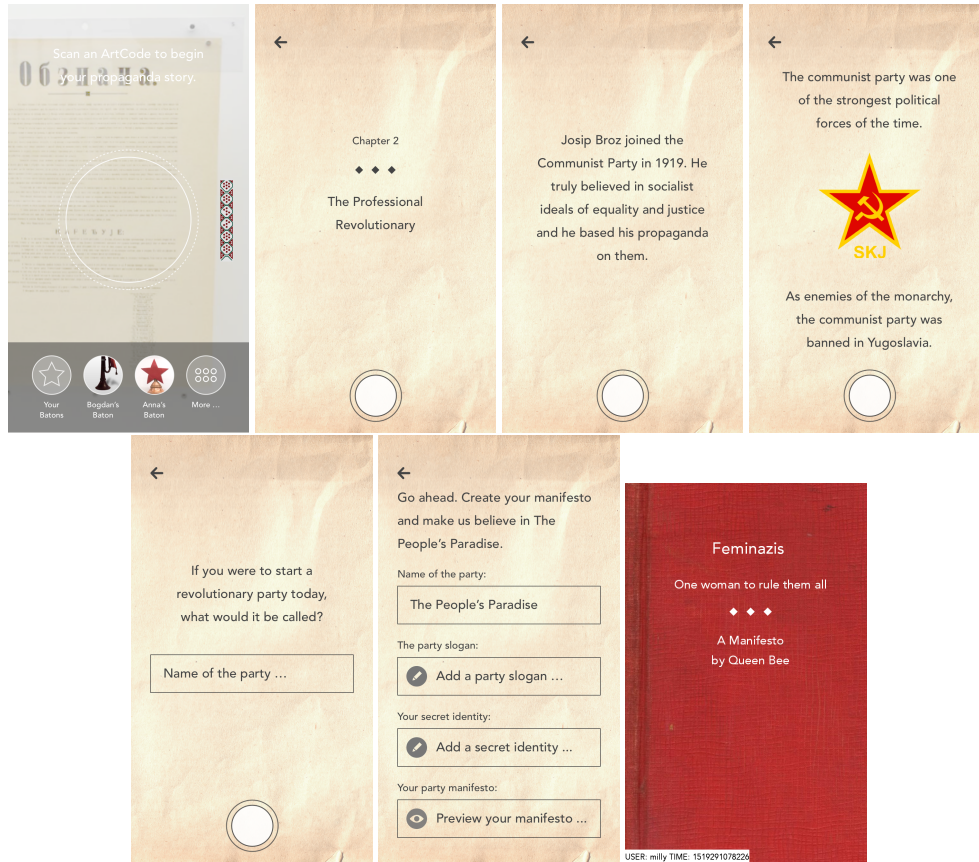 Scan an ArtCode to begin
your propaganda story.
Обзнана.
Your
Batons
Bogdan's
Baton
Anna's
Baton
More ...
Chapter 2
The Professional
Revolutionary
Josip Broz joined the
Communist Party in 1919. He
truly believed in socialist
ideals of equality and justice
and he based his propaganda
on them.
The communist party was one
of the strongest political
forces of the time.
SKJ
As enemies of the monarchy,
the communist party was
banned in Yugoslavia.
If you were to start a
revolutionary party today,
what would it be called?
Name of the party ...
Go ahead. Create your manifesto
and make us believe in The
People's Paradise.
Name of the party:
The People's Paradise
The party slogan:
Add a party slogan ...
Your secret identity:
Add a secret identity ...
Your party manifesto:
Preview your manifesto ...
Feminazis
One woman to rule them all
A Manifesto
by Queen Bee
USER: milly TIME: 1519291078226